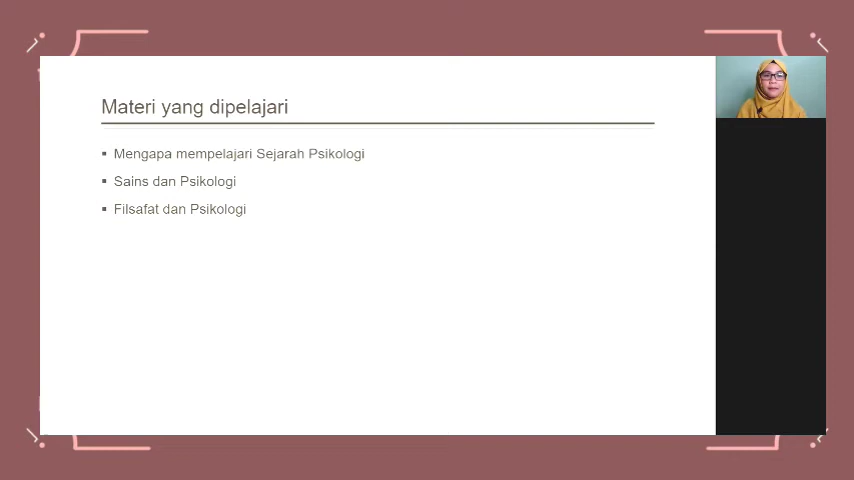 Materi yang dipelajari
Mengapa mempelajari Sejarah Psikologi
Sains dan Psikologi
Filsafat dan Psikologi